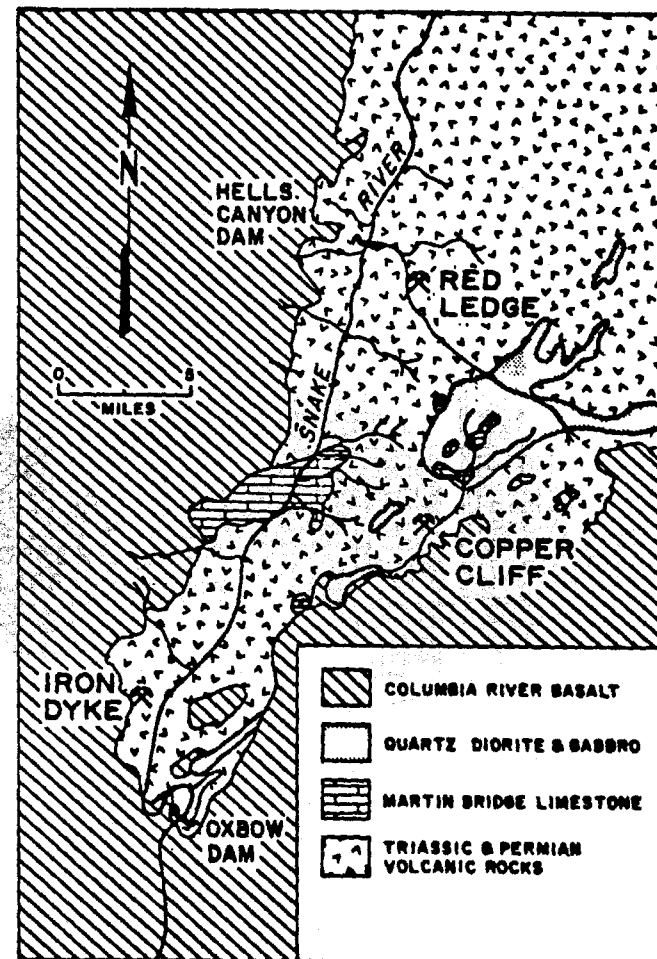 N
HELLS
CANYON
DAM
RIVER
RED
LEDGE
0 5
MILES
SNAKE
COPPER
CLIFF
IRON
DYKE
OXBOW
DAM
COLUMBIA RIVER BASALT
QUARTZ DIORITE & GABBRO
MARTIN BRIDGE LIMESTONE
TRIASSIC & PERMIAN
VOLCANIC ROCKS